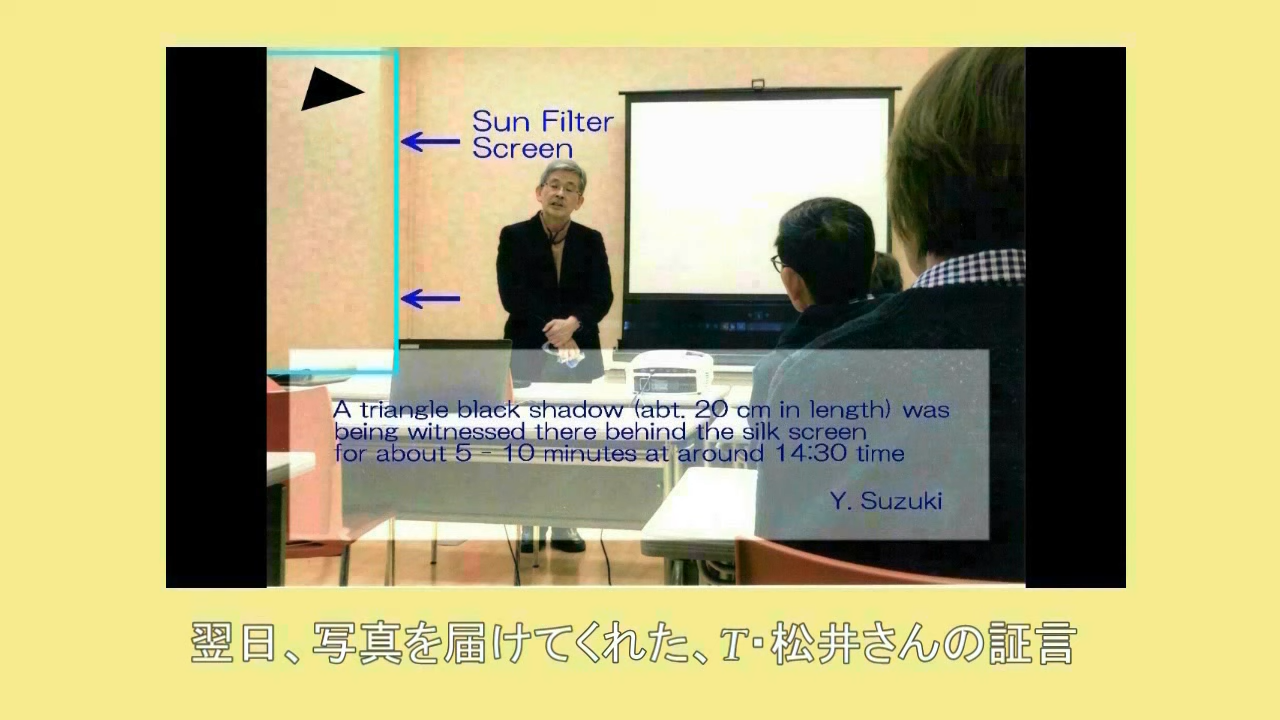 Sun Filter
Screen
A triangle black shadow (abt. 20 cm in length) was
being witnessed there behind the silk screen
for about 5 - 10 minutes at around 14:30 time
Y. Suzuki
翌日、写真を届けてくれた、T・松井さんの証言